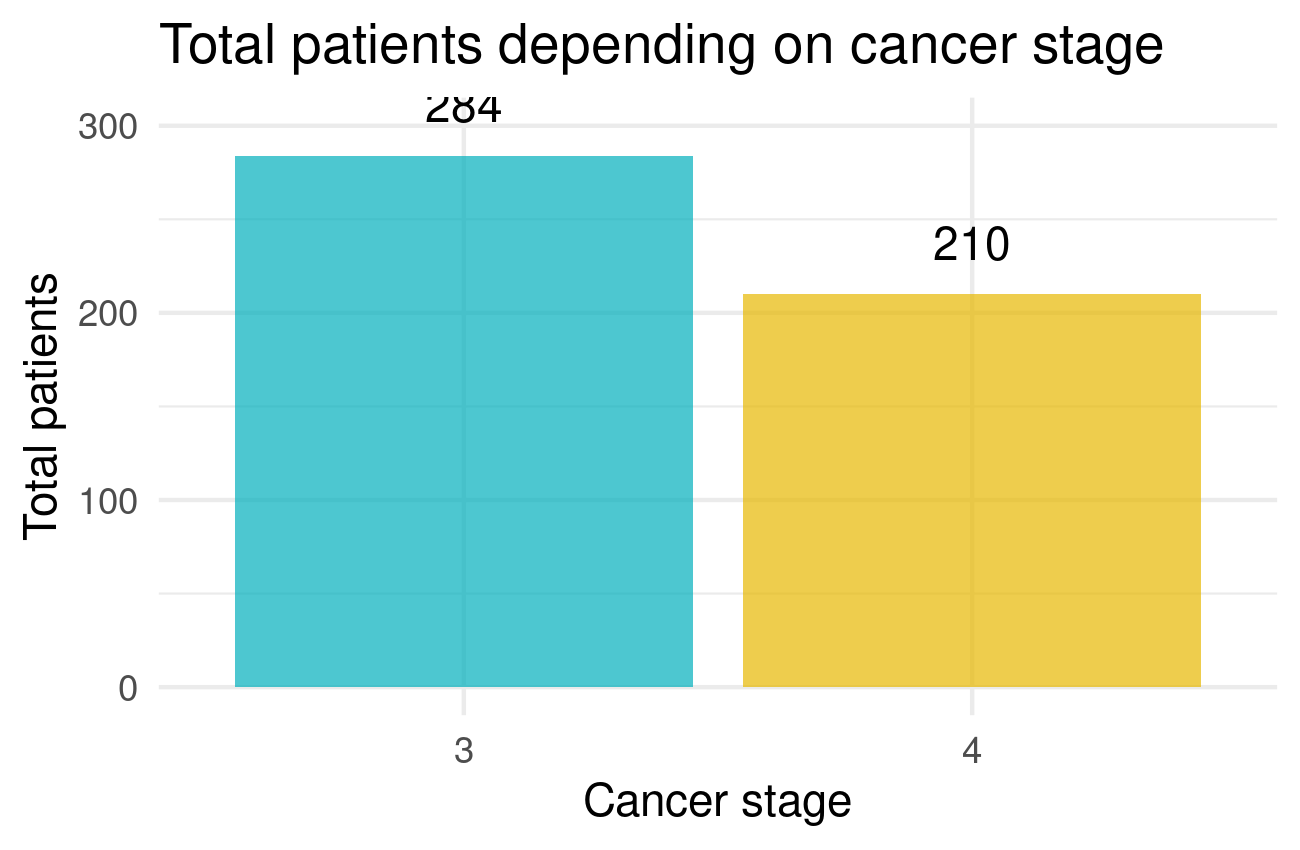 Total patients depending on cancer stage
284
300
210
200
100
0
Total patients
3
4
Cancer stage